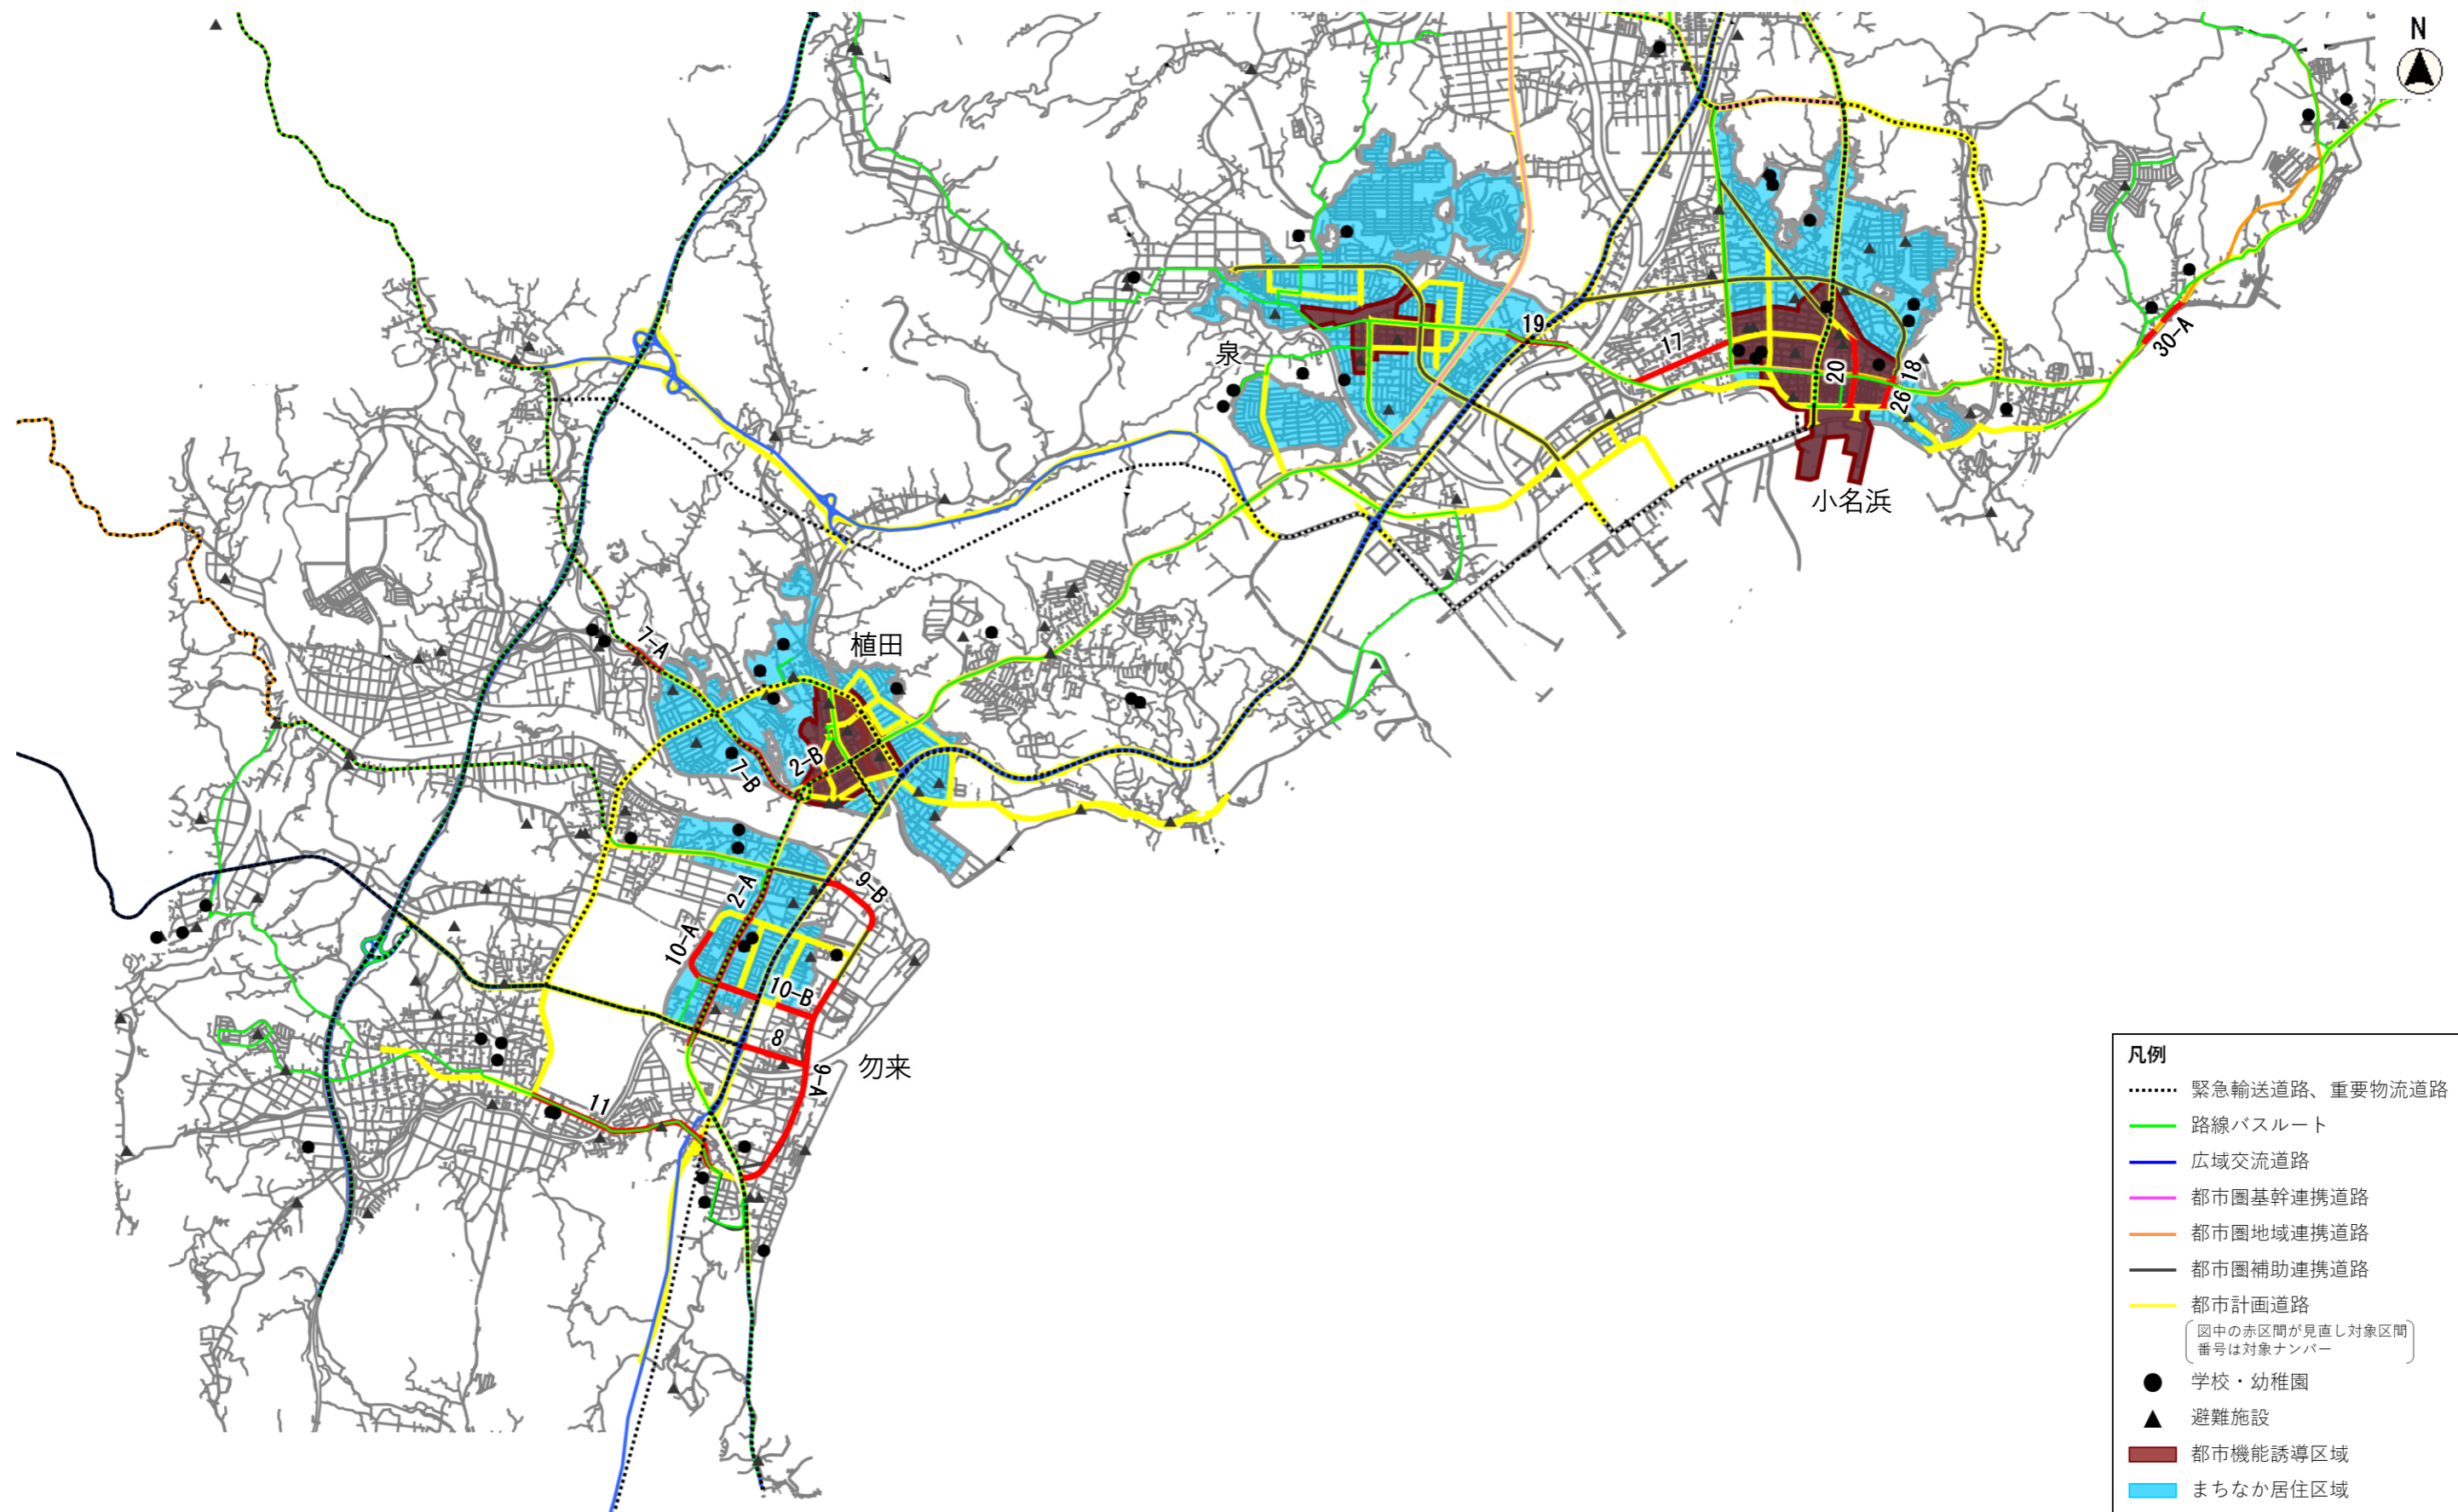 N
19
17
泉
30-A
20
18
26
小名浜
7-A
植田
2-B
7-B
9-B
2-A
10-A
10-B
8
勿来
9-A
11
凡例
緊急輸送道路、重要物流道路
路線バスルート
広域交流道路
都市圏基幹連携道路
都市圏地域連携道路
都市圏補助連携道路
都市計画道路
図中の赤区間が見直し対象区間
番号は対象ナンバー
学校・幼稚園
避難施設
都市機能誘導区域
まちなか居住区域